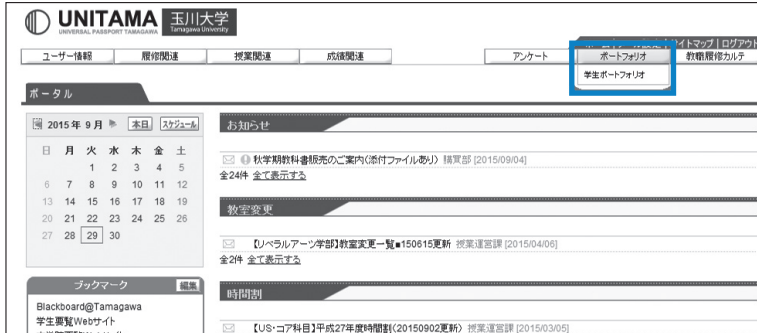 UNITAMA 玉川大学
UNIVERSAL PASSPORT TAMAGAWA Tamagawa University
サイトマップ | ログアウト
ユーザー情報 履修関連 授業関連 成績関連 アンケート ポートフォリオ 教職履修カルテ
学生ポートフォリオ
ポータル
2015年 9月 本日 スケジュール
日 月 火 水 木 金 土
1 2 3 4 5
6 7 8 9 10 11 12
13 14 15 16 17 18 19
20 21 22 23 24 25 26
27 28 29 30
ブックマーク 編集
Blackboard@Tamagawa
学生要覧Webサイト
お知らせ
秋学期教科書販売のご案内(添付ファイルあり) 購買部 [2015/09/04]
全24件 全て表示する
教室変更
【リベラルアーツ学部】教室変更一覧■150615更新 授業運営課 [2015/04/06]
全2件 全て表示する
時間割
【US・コア科目】平成27年度時間割(20150902更新) 授業運営課 [2015/03/05]